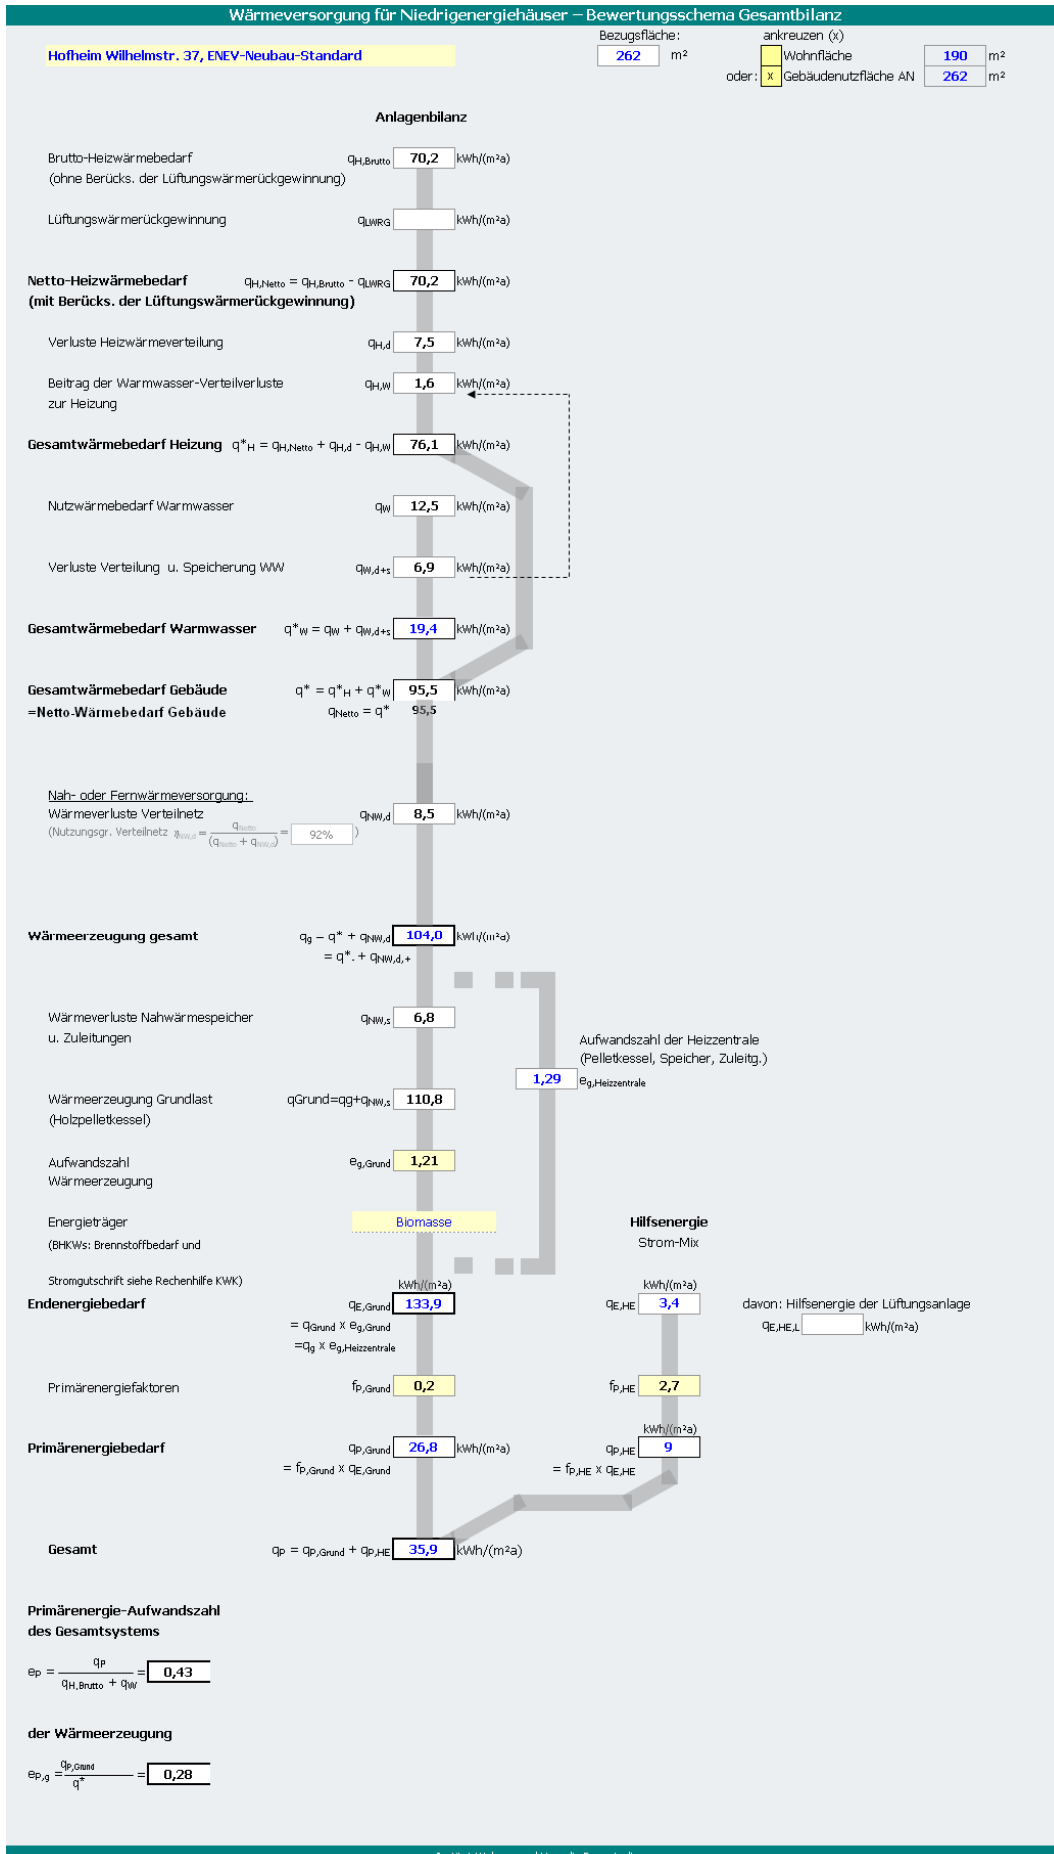 Wärmeversorgung für Niedrigenergiehäuser – Bewertungsschema Gesamtbilanz
Bezugsfläche: ankreuzen (x)
Hofheim Wilhelmstr. 37, ENEV-Neubau-Standard 262 m² Wohnfläche 190 m²
oder: x Gebäudenutzfläche AN 262 m²
Anlagenbilanz
Brutto-Heizwärmebedarf qH,Brutto 70,2 kWh/(m²a)
(ohne Berücks. der Lüftungswärmerückgewinnung)
Lüftungswärmerückgewinnung qLWRG kWh/(m²a)
Netto-Heizwärmebedarf qH,Netto = qH,Brutto - qLWRG 70,2 kWh/(m²a)
(mit Berücks. der Lüftungswärmerückgewinnung)
Verluste Heizwärmeverteilung qH,d 7,5 kWh/(m²a)
Beitrag der Warmwasser-Verteilverluste qH,W 1,6 kWh/(m²a)
zur Heizung
Gesamtwärmebedarf Heizung q*H = qH,Netto + qH,d - qH,W 76,1 kWh/(m²a)
Nutzwärmebedarf Warmwasser qW 12,5 kWh/(m²a)
Verluste Verteilung u. Speicherung WW qW,d+s 6,9 kWh/(m²a)
Gesamtwärmebedarf Warmwasser q*W = qW + qW,d+s 19,4 kWh/(m²a)
Gesamtwärmebedarf Gebäude q* = q*H + q*W 95,5 kWh/(m²a)
=Netto-Wärmebedarf Gebäude qNetto = q* 95,5
Nah- oder Fernwärmeversorgung:
Wärmeverluste Verteilnetz qNW,d 8,5 kWh/(m²a)
(Nutzungsgr. Verteilnetz ηNW,d = qNetto / (qNetto + qNW,d) = 92% )
Wärmeerzeugung gesamt qg = q* + qNW,d 104,0 kWh/(m²a)
= q*. + qNW,d,+
Wärmeverluste Nahwärmespeicher qNW,s 6,8 kWh/(m²a)
u. Zuleitungen
Aufwandszahl der Heizzentrale
(Pelletkessel, Speicher, Zuleitg.)
1,29 eg,Heizzentrale
Wärmeerzeugung Grundlast qGrund=qg+qNW,s 110,8 kWh/(m²a)
(Holzpelletkessel)
Aufwandszahl eg,Grund 1,21
Wärmeerzeugung
Energieträger Biomasse Hilfsenergie
(BHKWs: Brennstoffbedarf und Strom-Mix
Stromgutschrift siehe Rechenhilfe KWK) kWh/(m²a) kWh/(m²a)
Endenergiebedarf qE,Grund 133,9 qE,HE 3,4 davon: Hilfsenergie der Lüftungsanlage
= qGrund x eg,Grund qE,HE,L kWh/(m²a)
=qg x eg,Heizzentrale
Primärenergiefaktoren fP,Grund 0,2 fP,HE 2,7
kWh/(m²a)
Primärenergiebedarf qP,Grund 26,8 kWh/(m²a) qP,HE 9
= fP,Grund x qE,Grund = fP,HE x qE,HE
Gesamt qP = qP,Grund + qP,HE 35,9 kWh/(m²a)
Primärenergie-Aufwandszahl
des Gesamtsystems
eP = qP / (qH,Brutto + qW) = 0,43
der Wärmeerzeugung
eP,g = qP,Grund / q* = 0,28